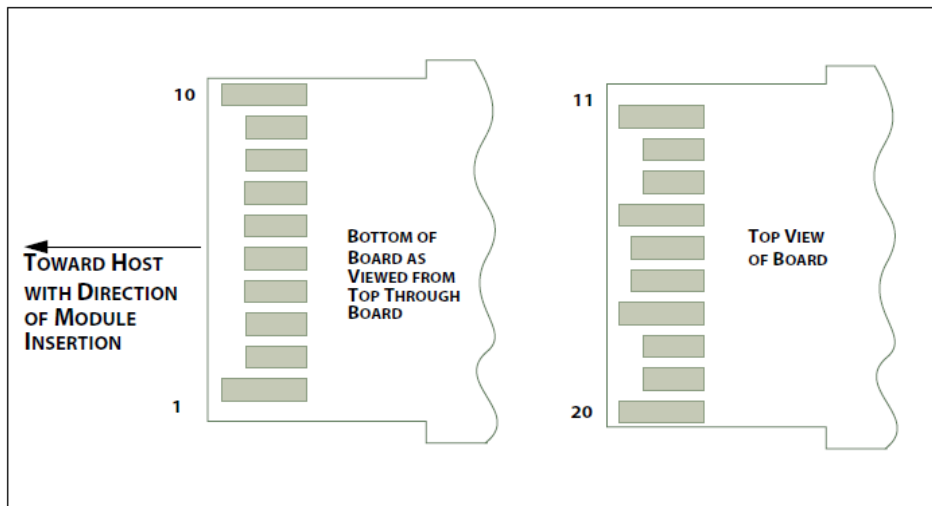 10
1
TOWARD HOST
WITH DIRECTION
OF MODULE
INSERTION
BOTTOM OF
BOARD AS
VIEWED FROM
TOP THROUGH
BOARD
11
20
TOP VIEW
OF BOARD